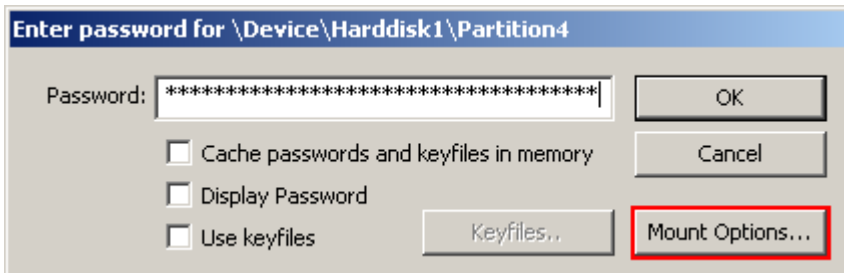 Enter password for \Device\Harddisk1\Partition4
Password: ************************************ OK
Cache passwords and keyfiles in memory Cancel
Display Password
Use keyfiles Keyfiles.. Mount Options...